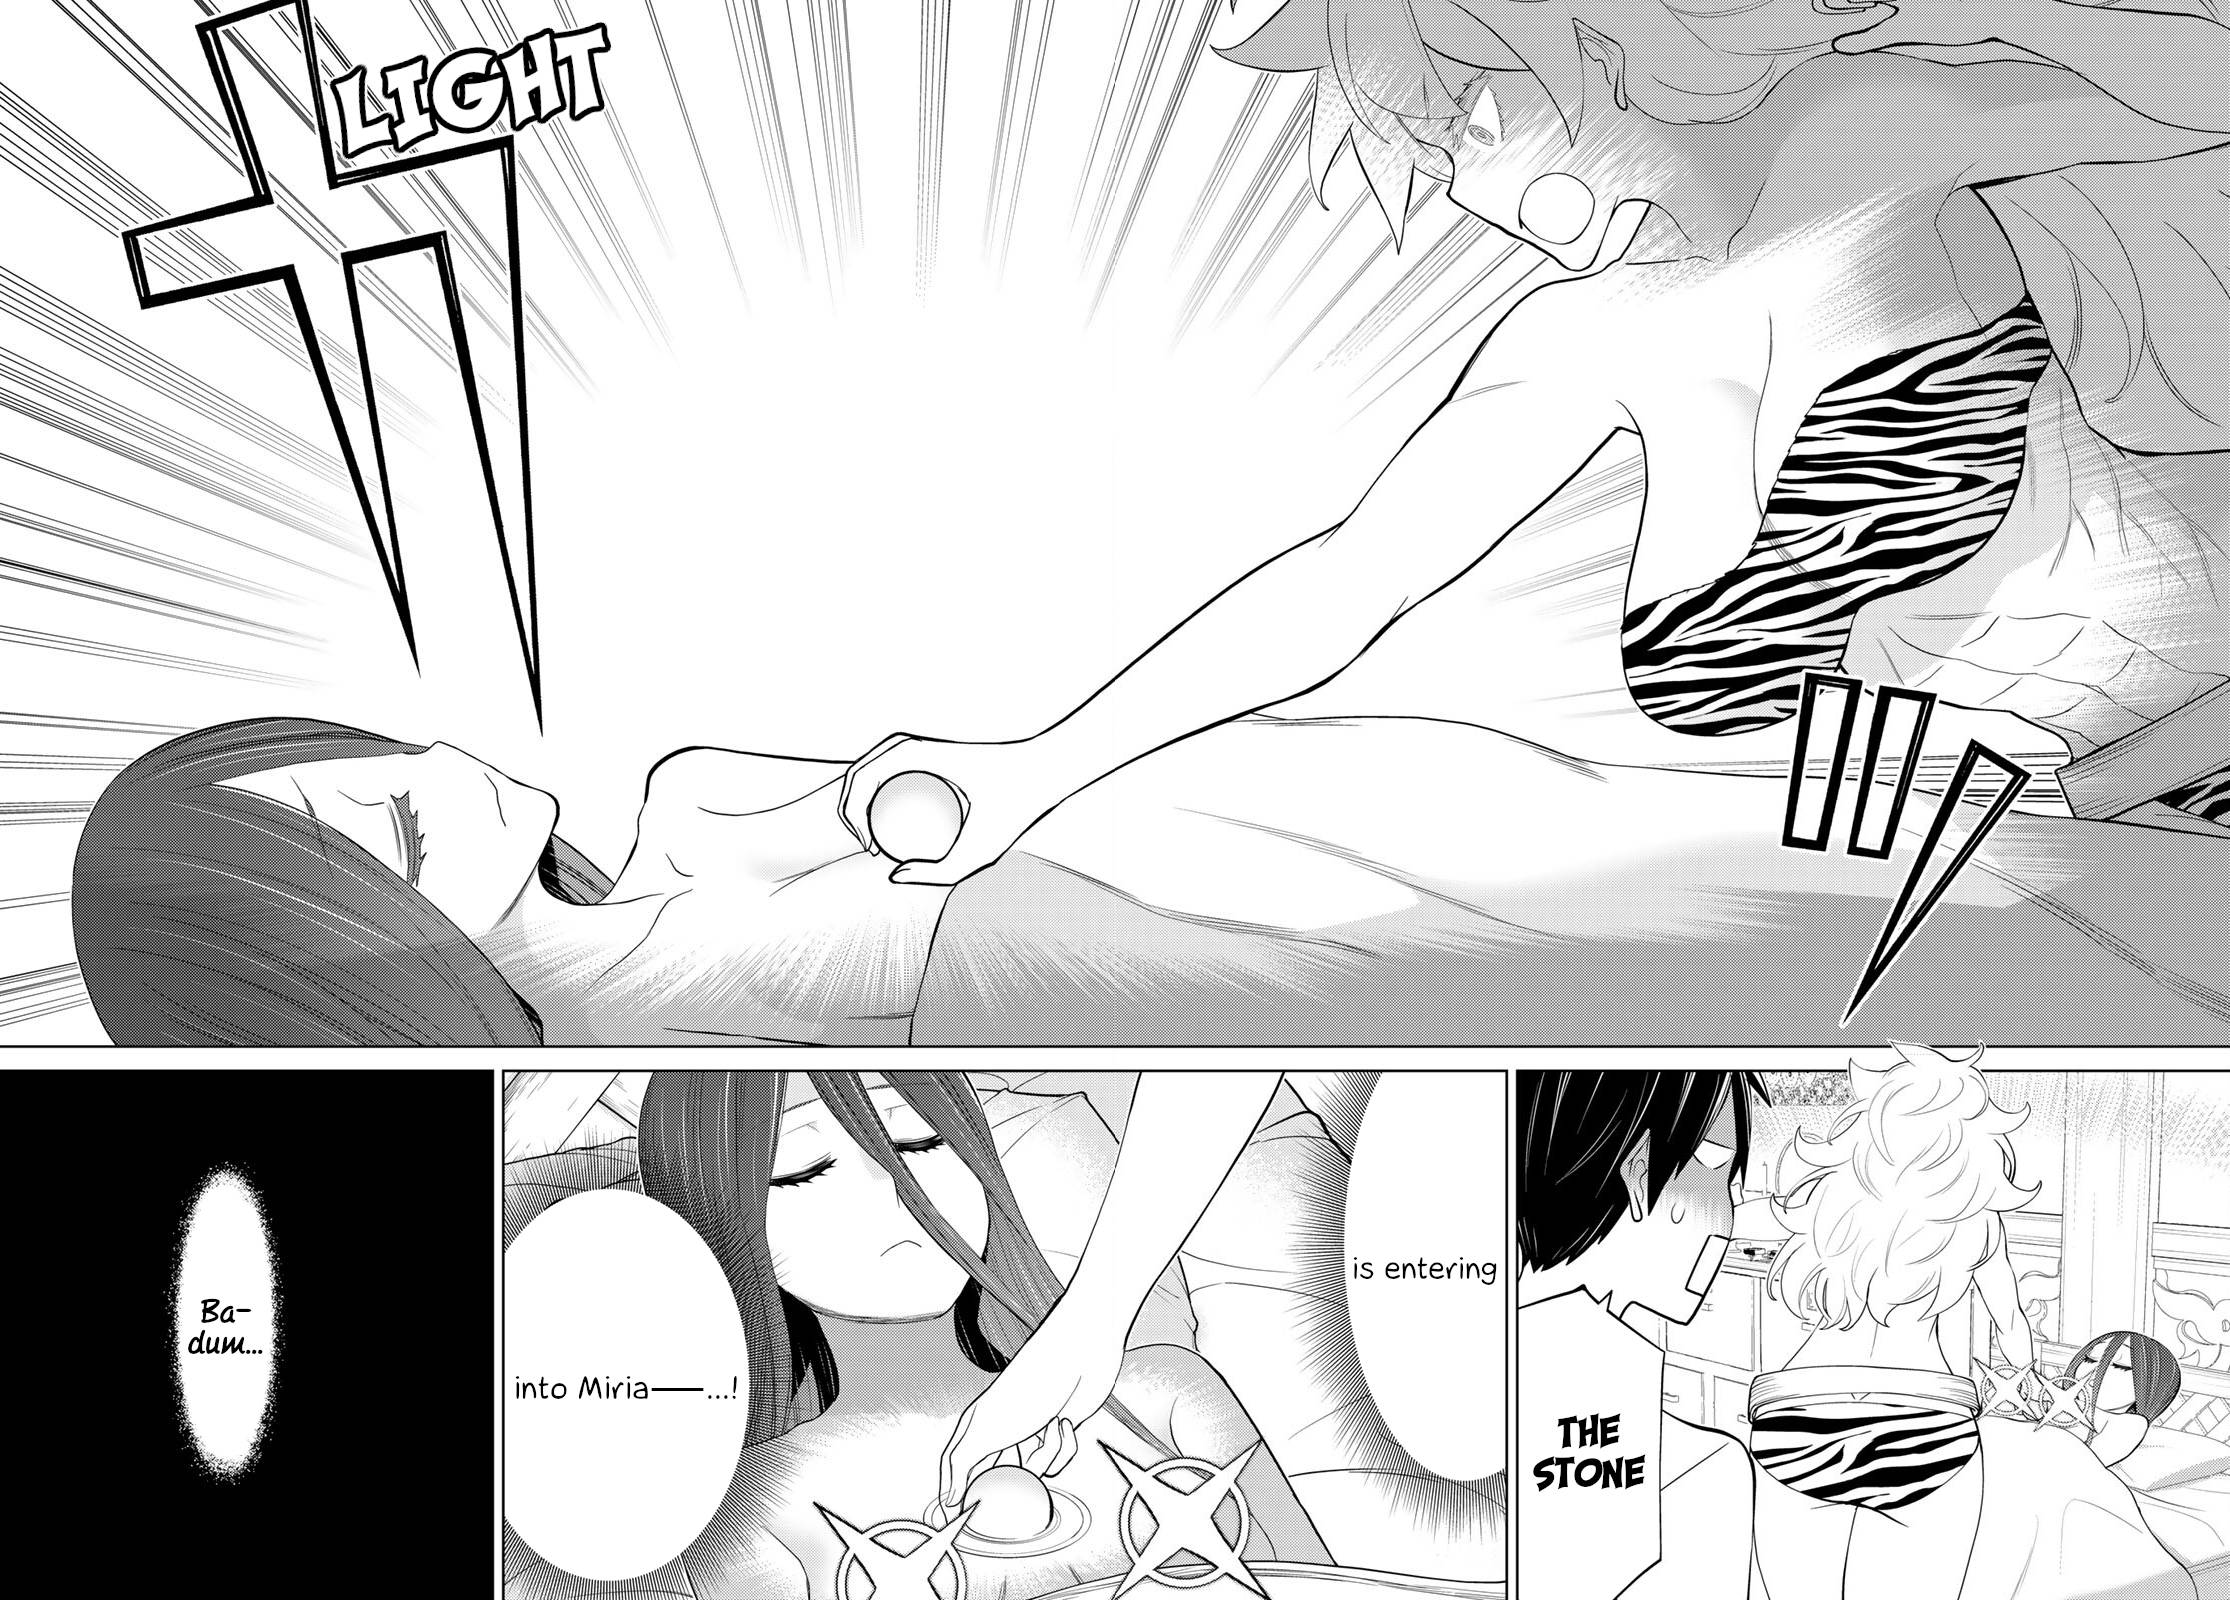 LIGHT
THE
STONE
is entering
into Miria——...!
Ba-
dum...